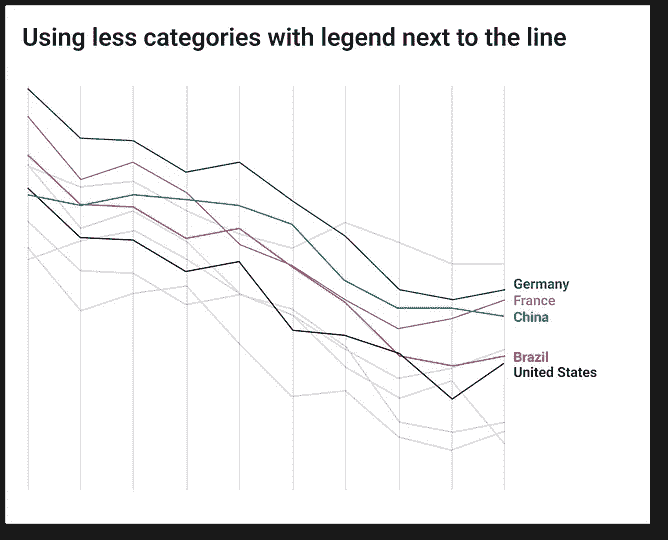 Using less categories with legend next to the line
Germany
France
China
Brazil
United States